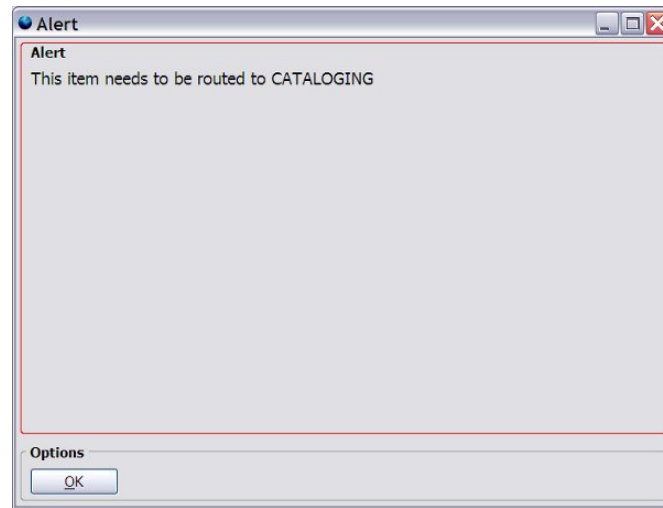 Alert
Alert
This item needs to be routed to CATALOGING
Options
OK